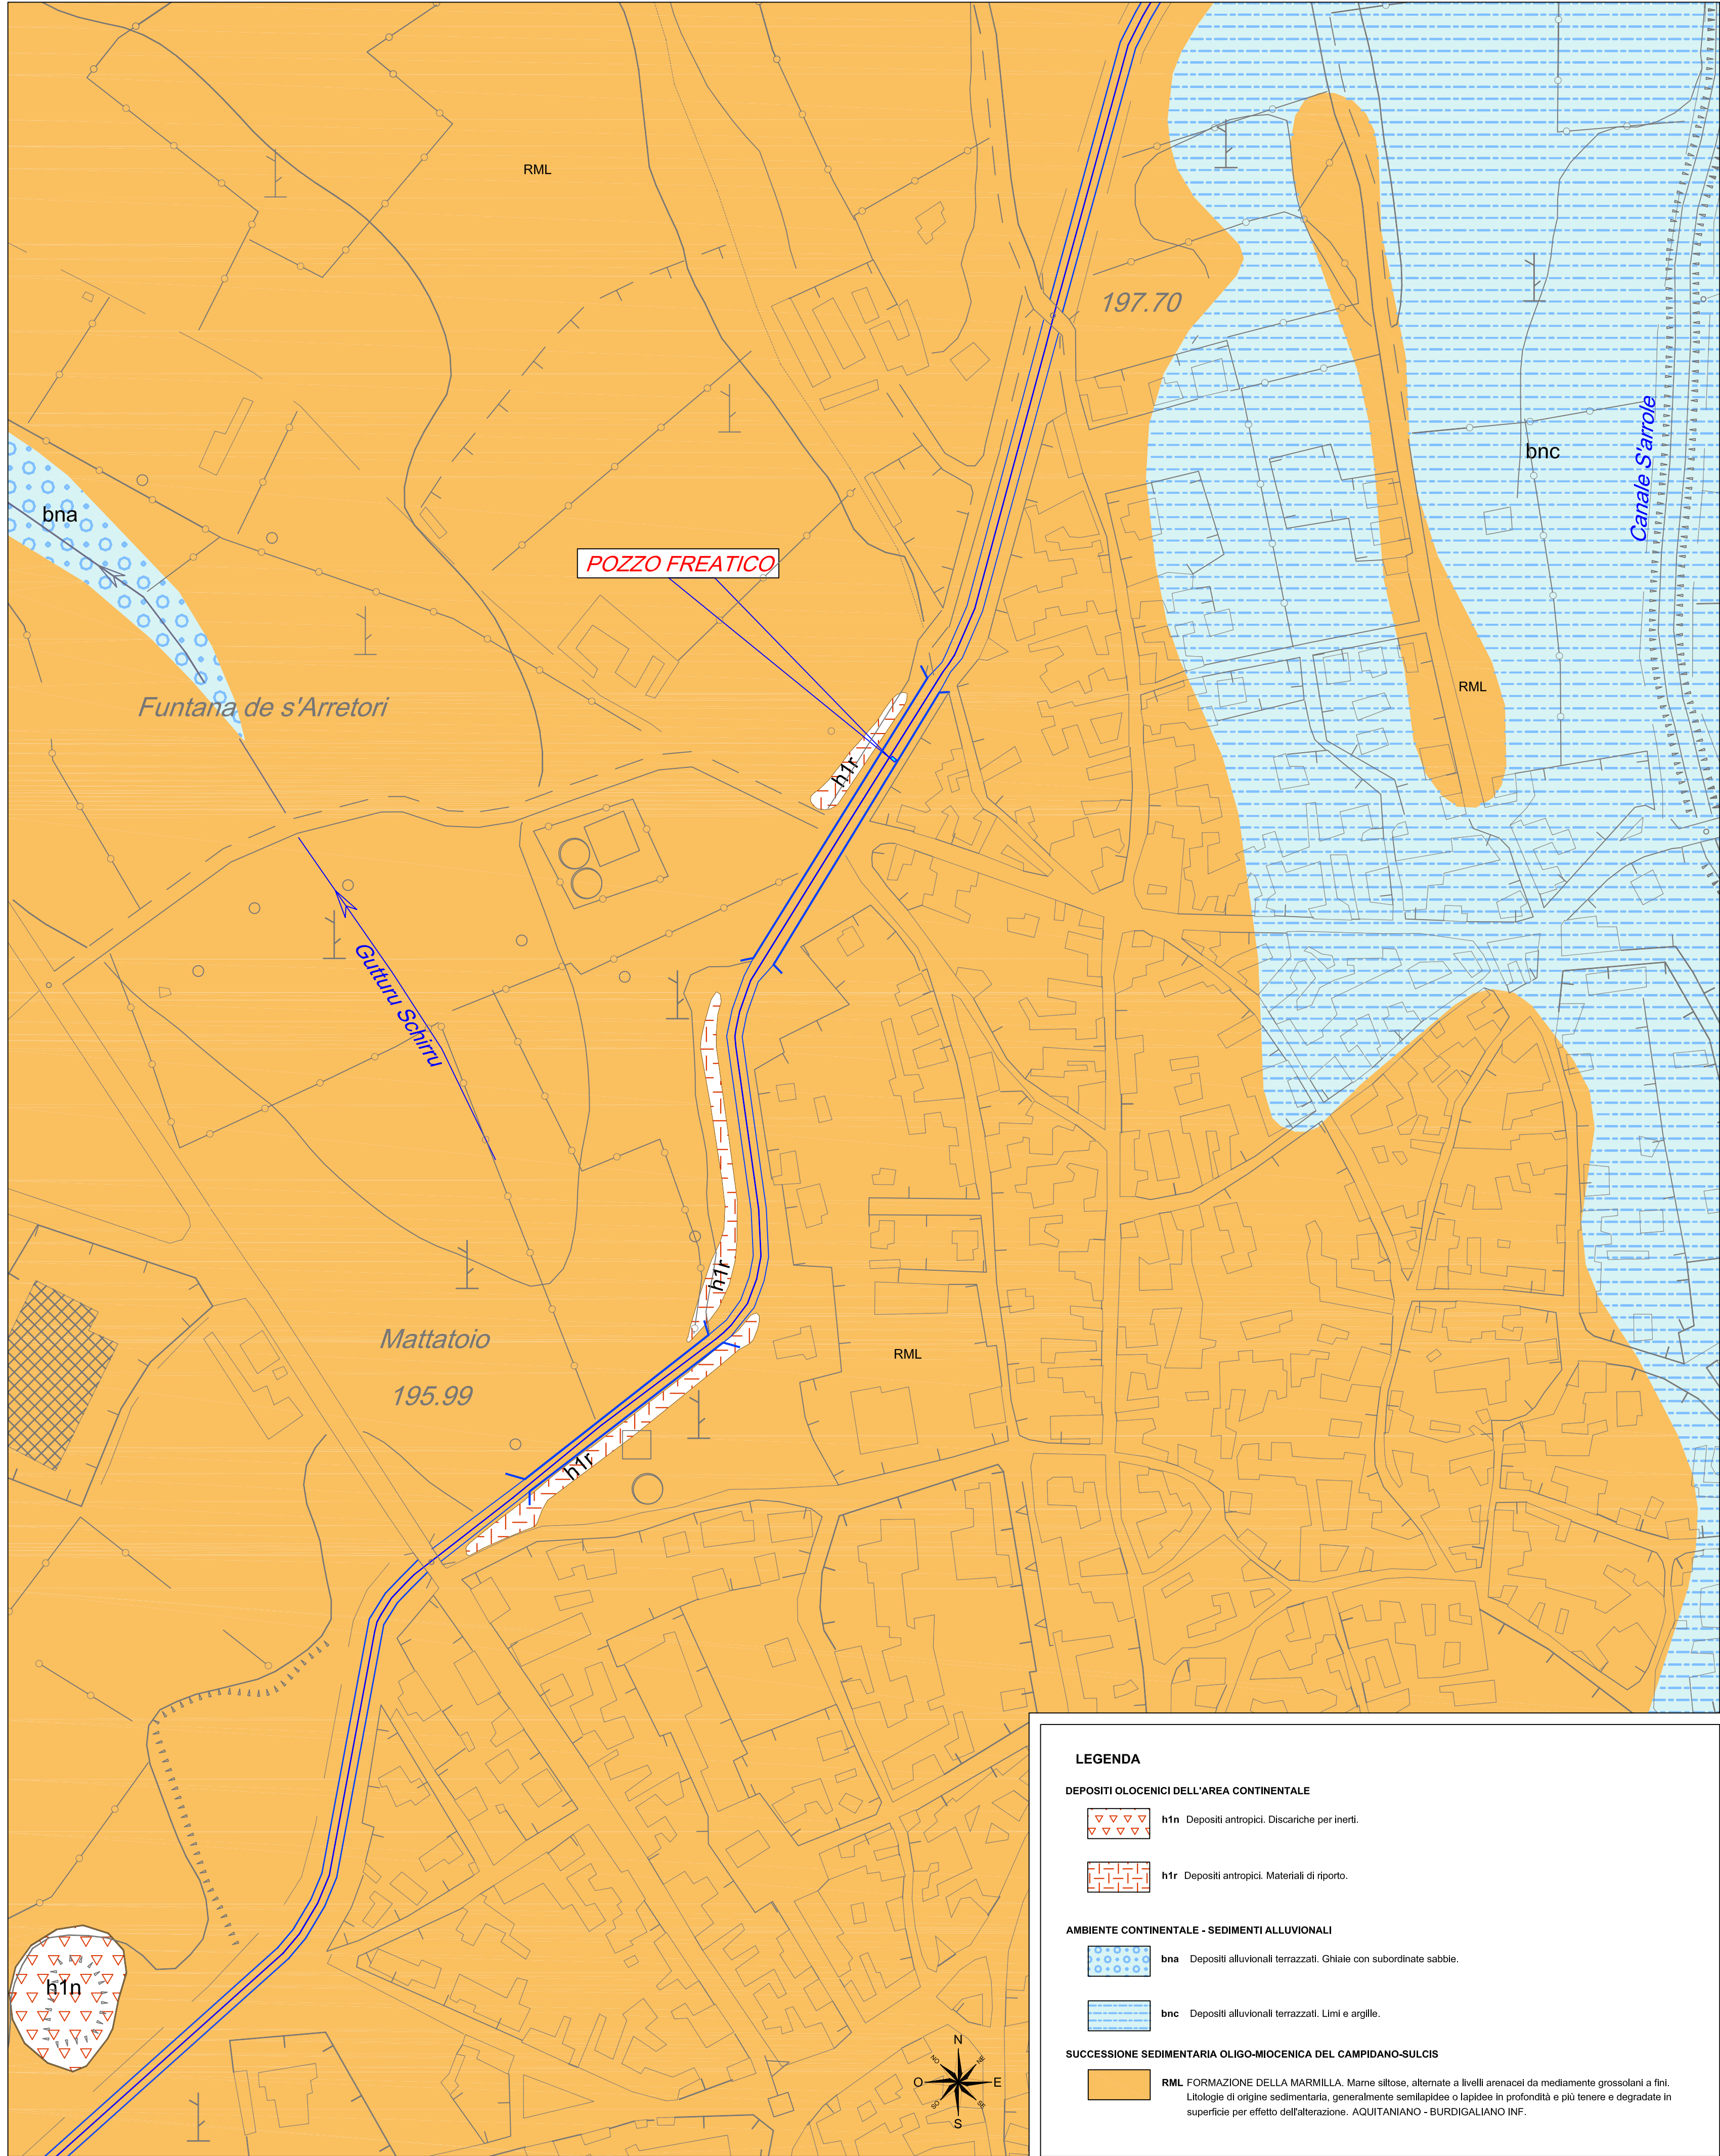 RML
197.70
bnc
Canale S'arrole
bna
POZZO FREATICO
RML
Funtana de s'Arretori
h1r
Gutturu Schirru
h1r
Mattatoio
RML
195.99
h1r
h1n
N
NO
NE
O
E
SO
SE
S
LEGENDA
DEPOSITI OLOCENICI DELL'AREA CONTINENTALE
h1n Depositi antropici. Discariche per inerti.
h1r Depositi antropici. Materiali di riporto.
AMBIENTE CONTINENTALE - SEDIMENTI ALLUVIONALI
bna Depositi alluvionali terrazzati. Ghiaie con subordinate sabbie.
bnc Depositi alluvionali terrazzati. Limi e argille.
SUCCESSIONE SEDIMENTARIA OLIGO-MIOCENICA DEL CAMPIDANO-SULCIS
RML FORMAZIONE DELLA MARMILLA. Marne siltose, alternate a livelli arenacei da mediamente grossolani a fini.
Litologie di origine sedimentaria, generalmente semilapidee o lapidee in profondità e più tenere e degradate in
superficie per effetto dell'alterazione. AQUITANIANO - BURDIGALIANO INF.